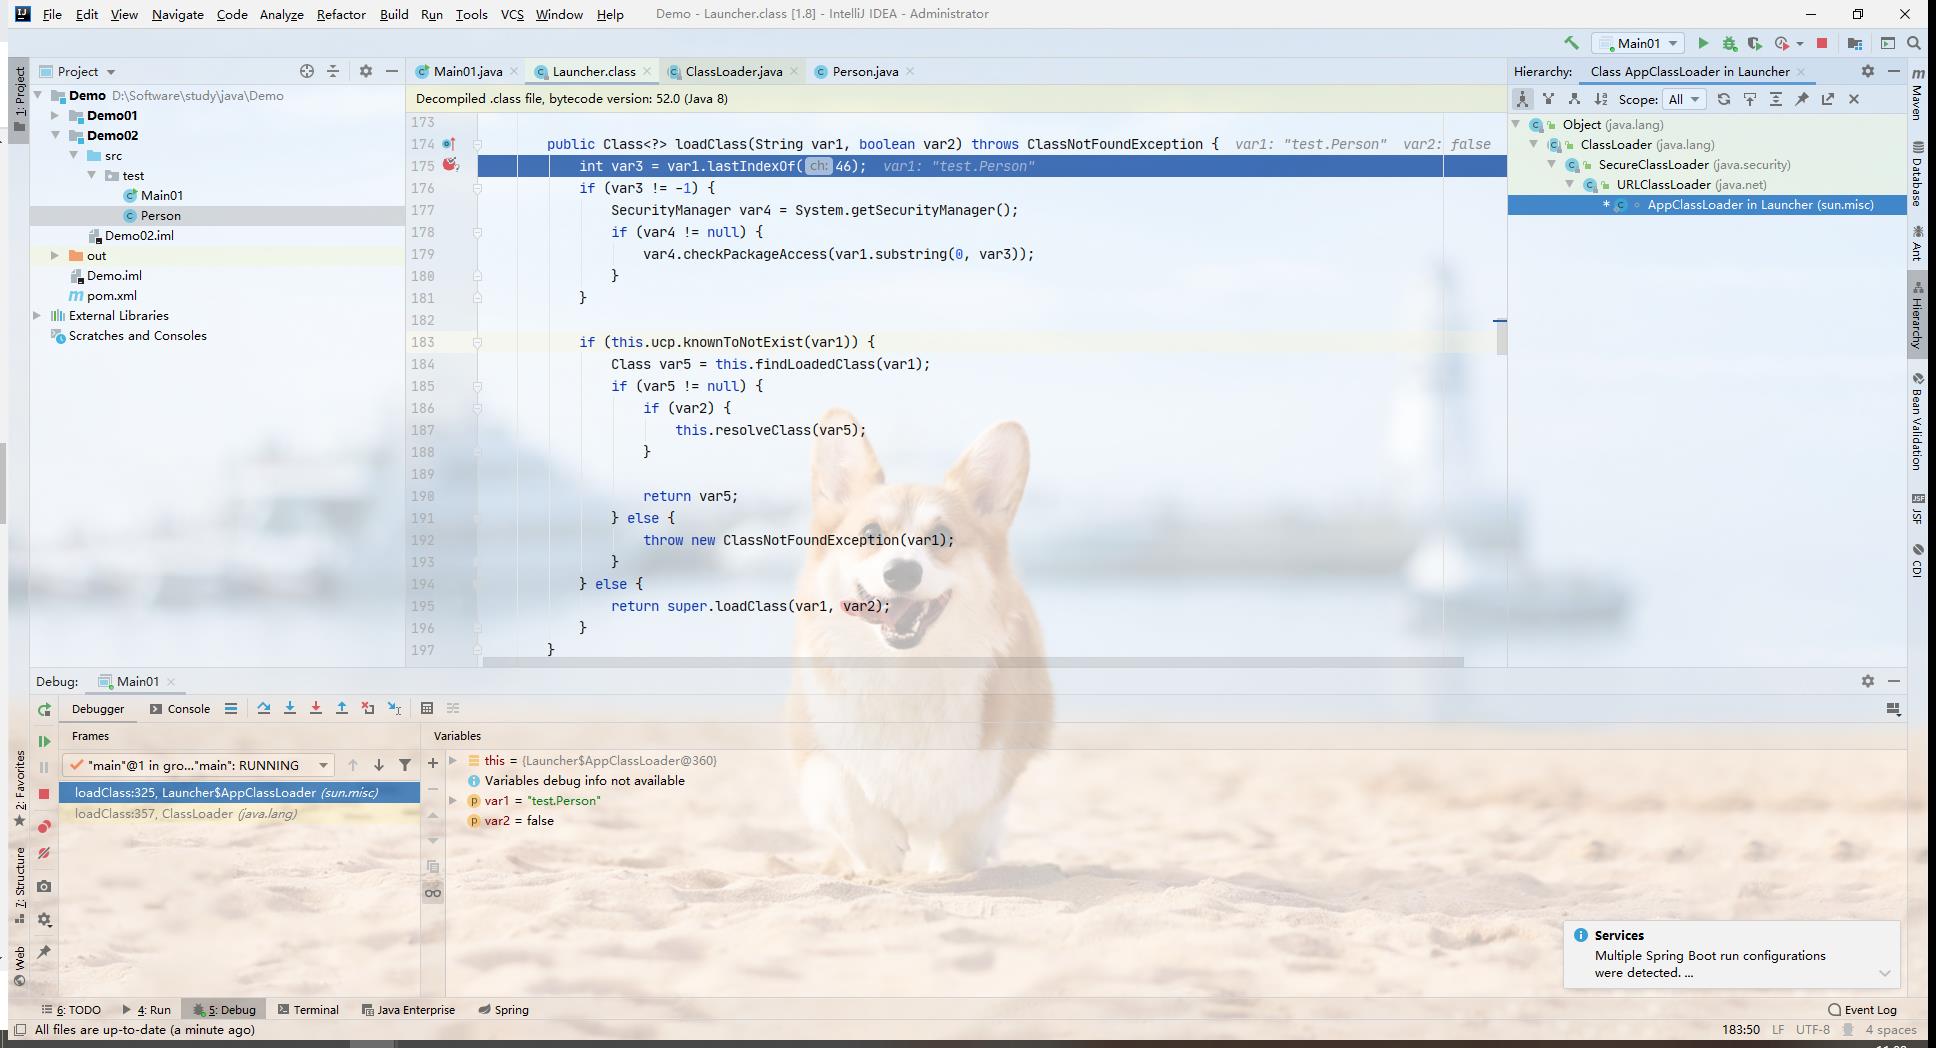 File Edit View Navigate Code Analyze Refactor Build Run Tools VCS Window Help Demo - Launcher.class [1.8] - IntelliJ IDEA - Administrator
Main01
1: Project
Project
Demo D:\Software\study\java\Demo
Demo01
Demo02
src
test
Main01
Person
Demo02.iml
out
Demo.iml
pom.xml
External Libraries
Scratches and Consoles
Main01.java Launcher.class ClassLoader.java Person.java
Decompiled .class file, bytecode version: 52.0 (Java 8)
173
174 public Class<?> loadClass(String var1, boolean var2) throws ClassNotFoundException { var1: "test.Person" var2: false
175 int var3 = var1.lastIndexOf( ch: 46); var1: "test.Person"
176 if (var3 != -1) {
177 SecurityManager var4 = System.getSecurityManager();
178 if (var4 != null) {
179 var4.checkPackageAccess(var1.substring(0, var3));
180 }
181 }
182
183 if (this.ucp.knownToNotExist(var1)) {
184 Class var5 = this.findLoadedClass(var1);
185 if (var5 != null) {
186 if (var2) {
187 this.resolveClass(var5);
188 }
189
190 return var5;
191 } else {
192 throw new ClassNotFoundException(var1);
193 }
194 } else {
195 return super.loadClass(var1, var2);
196 }
197 }
Hierarchy: Class AppClassLoader in Launcher
Scope: All
Object (java.lang)
ClassLoader (java.lang)
SecureClassLoader (java.security)
URLClassLoader (java.net)
* AppClassLoader in Launcher (sun.misc)
Maven
Database
Ant
Hierarchy
Bean Validation
JSF
CDI
Debug: Main01
Debugger Console
Frames
"main"@1 in gro..."main": RUNNING
loadClass:325, Launcher$AppClassLoader (sun.misc)
loadClass:357, ClassLoader (java.lang)
Variables
this = {Launcher$AppClassLoader@360}
Variables debug info not available
var1 = "test.Person"
var2 = false
2: Favorites
7: Structure
Web
Services
Multiple Spring Boot run configurations
were detected. ...
6: TODO 4: Run 5: Debug Terminal Java Enterprise Spring Event Log
All files are up-to-date (a minute ago) 183:50 LF UTF-8 4 spaces